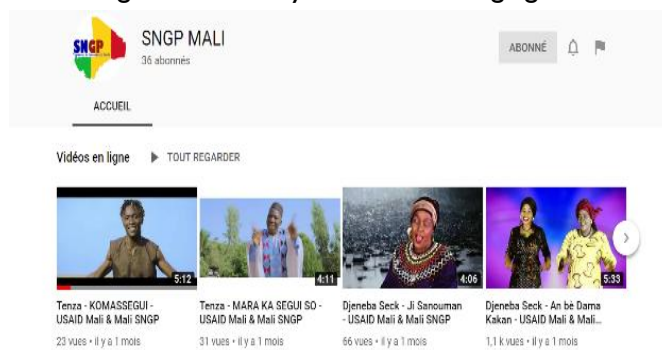 SNGP
SNGP MALI
36 abonnés
ABONNÉ
ACCUEIL
Vidéos en ligne TOUT REGARDER
5:12
4:11
4:06
5:33
Tenza - KOMASSEGUI -
USAID Mali & Mali SNGP
23 vues • il y a 1 mois
Tenza - MARA KA SEGUI SO -
USAID Mali & Mali SNGP
31 vues • il y a 1 mois
Djeneba Seck - Ji Sanouman
- USAID Mali & Mali SNGP
66 vues • il y a 1 mois
Djeneba Seck - An bè Dama
Kakan - USAID Mali & Mali...
1,1 k vues • il y a 1 mois